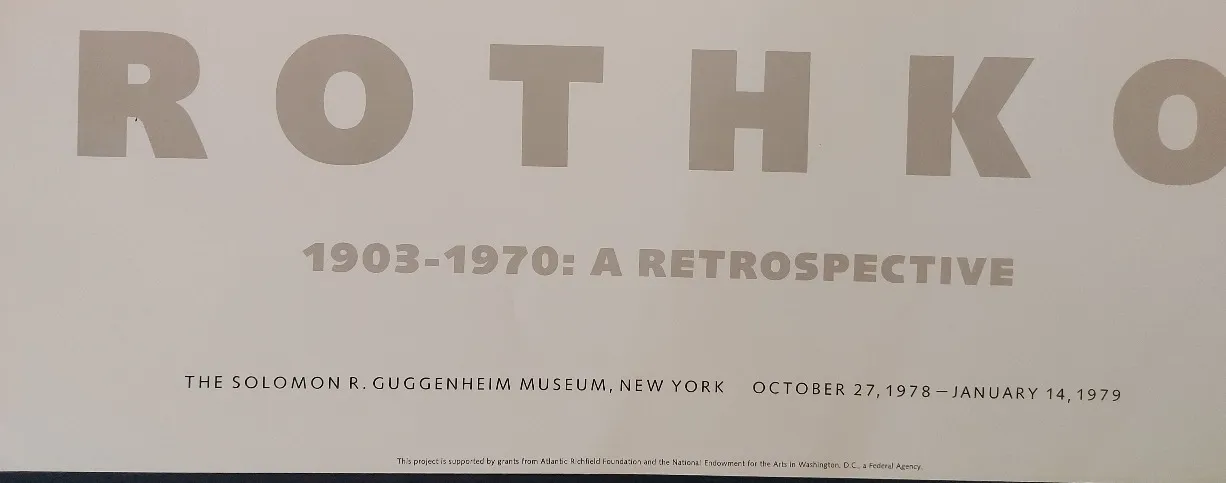 ROTHKO
1903-1970: A RETROSPECTIVE
THE SOLOMON R. GUGGENHEIM MUSEUM, NEW YORK OCTOBER 27, 1978–JANUARY 14, 1979
This project is supported by grants from Atlantic Richfield Foundation and the National Endowment for the Arts in Washington, D.C., a Federal Agency.